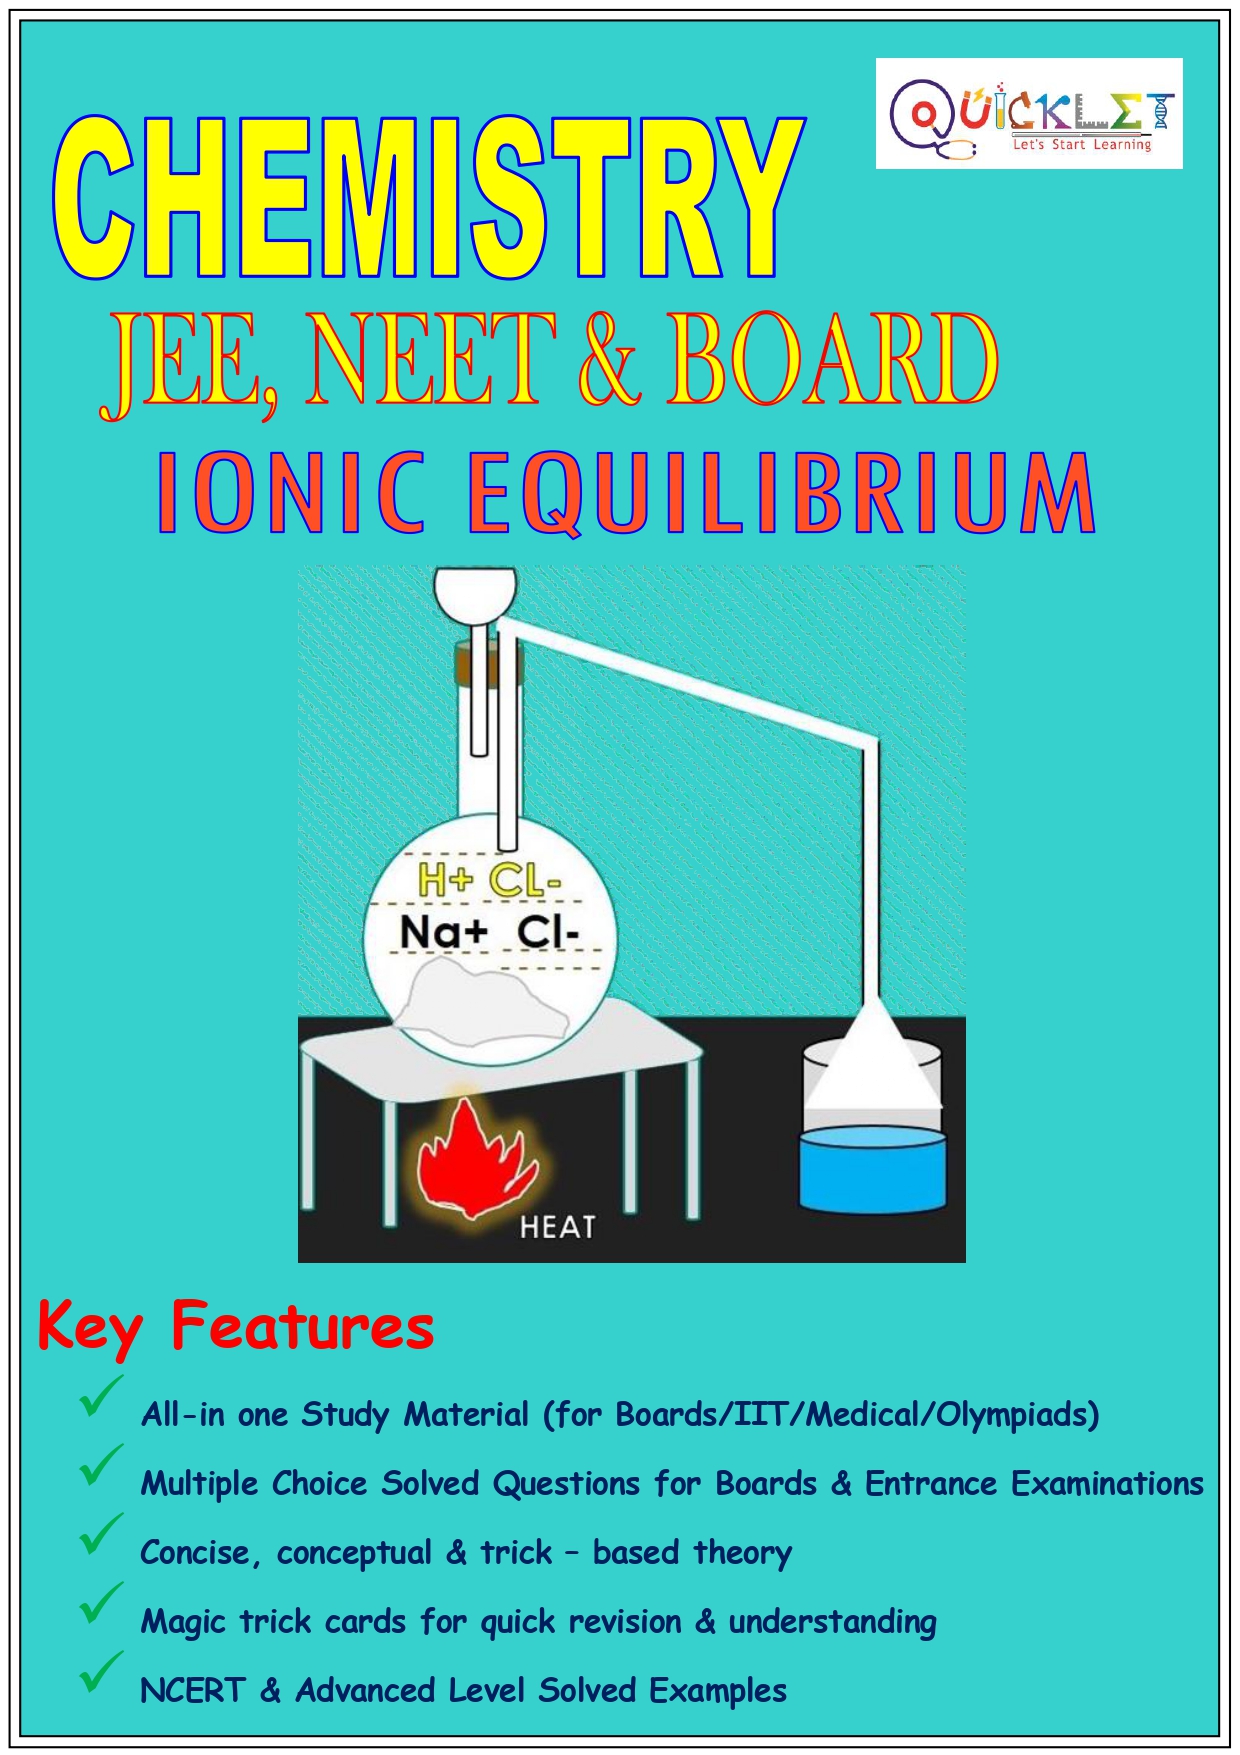 QUICKLET
Let's Start Learning
CHEMISTRY
JEE, NEET & BOARD
IONIC EQUILIBRIUM
H+ CL-
Na+ Cl-
HEAT
Key Features
✓ All-in one Study Material (for Boards/IIT/Medical/Olympiads)
✓ Multiple Choice Solved Questions for Boards & Entrance Examinations
✓ Concise, conceptual & trick – based theory
✓ Magic trick cards for quick revision & understanding
✓ NCERT & Advanced Level Solved Examples